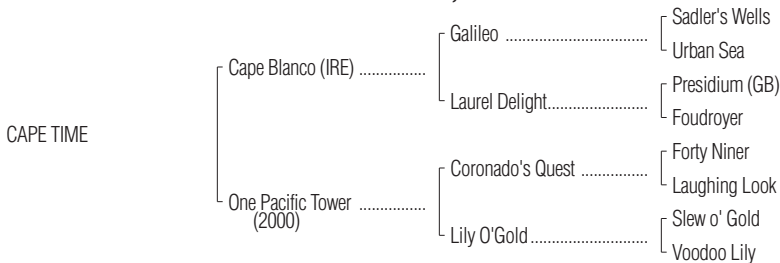 Sadler's Wells
Galileo ........................................
Urban Sea
Cape Blanco (IRE) ................
Presidium (GB)
Laurel Delight............................
Foudroyer
CAPE TIME
Forty Niner
Coronado's Quest ................
Laughing Look
One Pacific Tower ................
(2000)
Slew o' Gold
Lily O'Gold.................................
Voodoo Lily